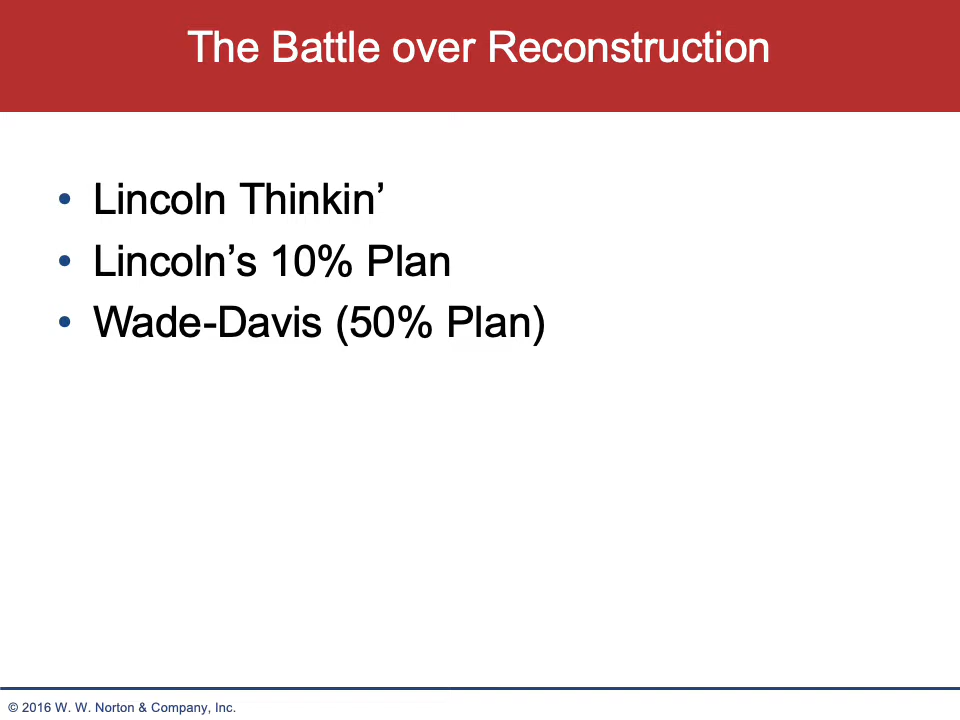 The Battle over Reconstruction
• Lincoln Thinkin’
• Lincoln’s 10% Plan
• Wade-Davis (50% Plan)
© 2016 W. W. Norton & Company, Inc.